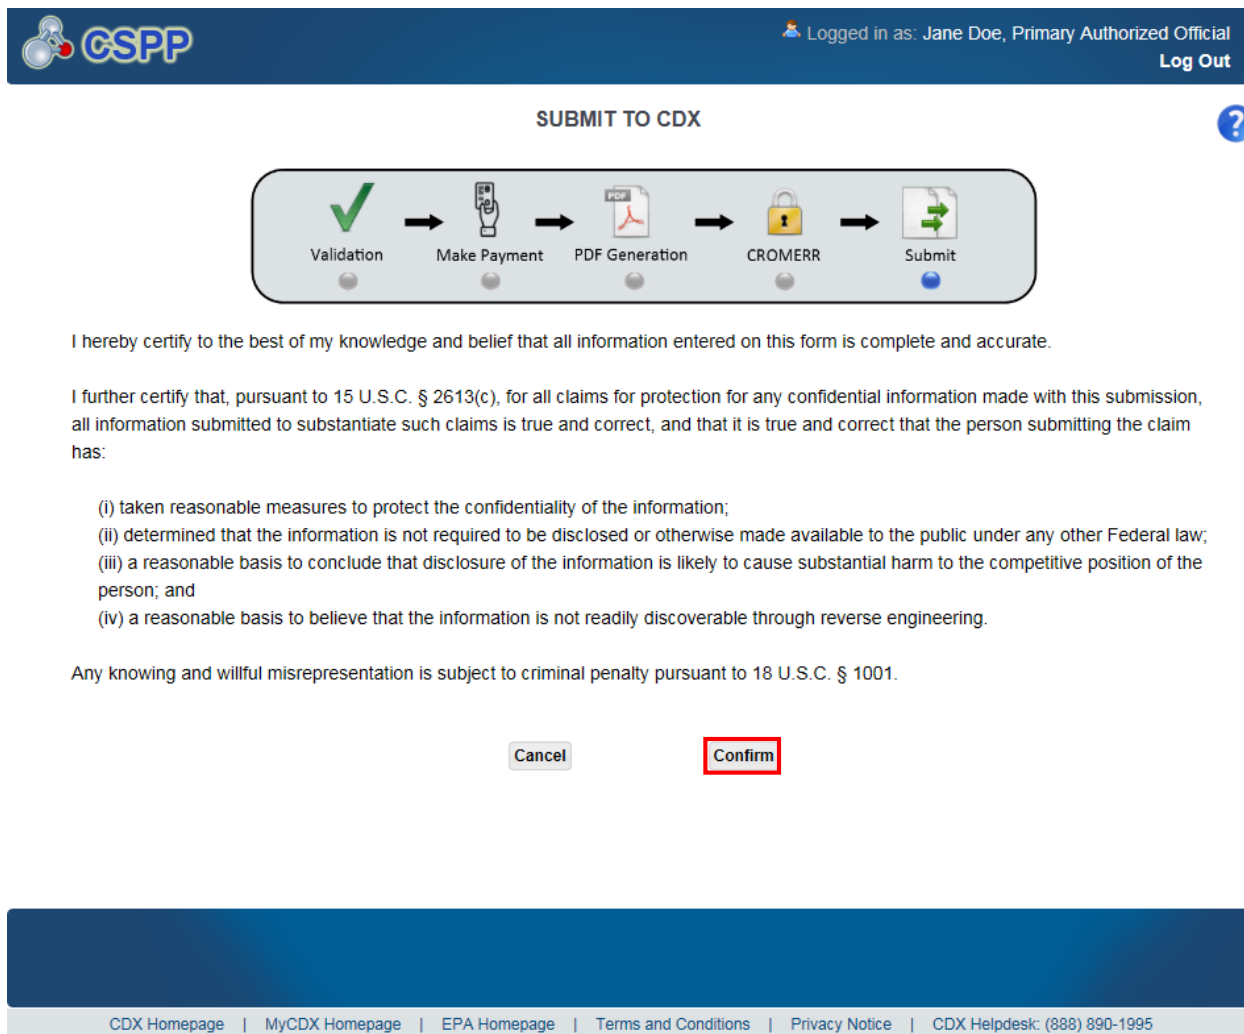 CSPP
Logged in as: Jane Doe, Primary Authorized Official
Log Out
SUBMIT TO CDX
?
PDF
Validation
Make Payment
PDF Generation
CROMERR
Submit
I hereby certify to the best of my knowledge and belief that all information entered on this form is complete and accurate.
I further certify that, pursuant to 15 U.S.C. § 2613(c), for all claims for protection for any confidential information made with this submission,
all information submitted to substantiate such claims is true and correct, and that it is true and correct that the person submitting the claim
has:
(i) taken reasonable measures to protect the confidentiality of the information;
(ii) determined that the information is not required to be disclosed or otherwise made available to the public under any other Federal law;
(iii) a reasonable basis to conclude that disclosure of the information is likely to cause substantial harm to the competitive position of the
person; and
(iv) a reasonable basis to believe that the information is not readily discoverable through reverse engineering.
Any knowing and willful misrepresentation is subject to criminal penalty pursuant to 18 U.S.C. § 1001.
Cancel
Confirm
CDX Homepage | MyCDX Homepage | EPA Homepage | Terms and Conditions | Privacy Notice | CDX Helpdesk: (888) 890-1995